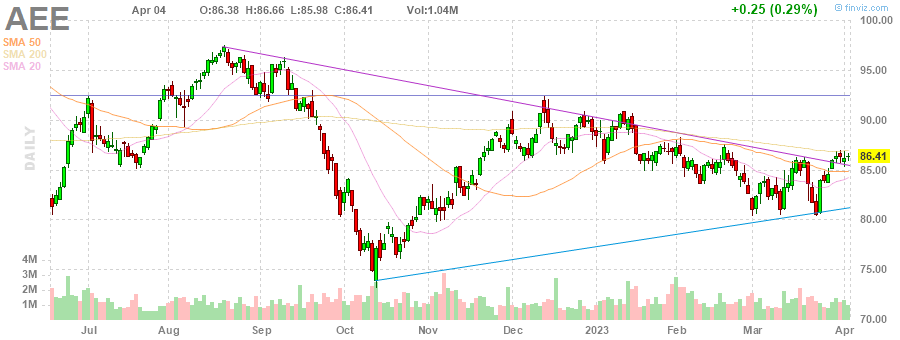 AEE
Apr 04 O:86.38 H:86.66 L:85.98 C:86.41 Vol:1.04M +0.25 (0.29%) © finviz.com
SMA 50
SMA 200
SMA 20
DAILY
100.00
95.00
90.00
86.41
85.00
80.00
75.00
70.00
4M
3M
2M
1M
Jul Aug Sep Oct Nov Dec 2023 Feb Mar Apr